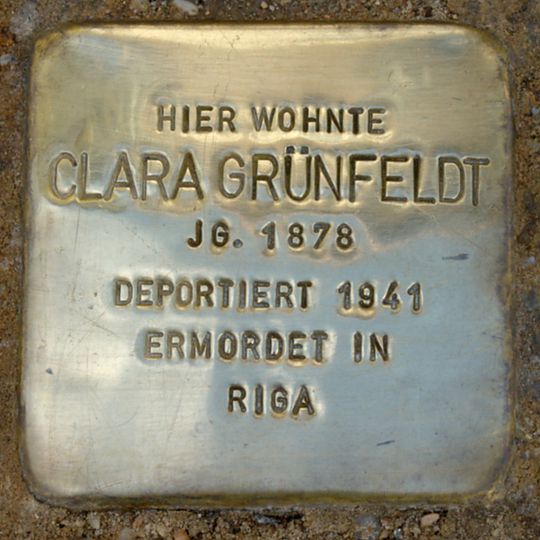 HIER WOHNTE
CLARA GRÜNFELDT
JG. 1878
DEPORTIERT 1941
ERMORDET IN
RIGA